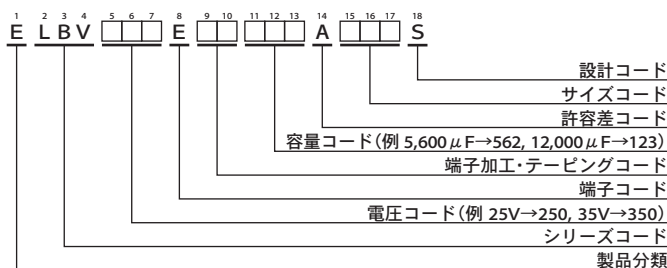 1 2 3 4 5 6 7 8 9 10 11 12 13 14 15 16 17 18
E L B V □□□ E □□ □□□ A □□□ S
設計コード
サイズコード
許容差コード
容量コード(例 5,600μF→562, 12,000μF→123)
端子加工・テーピングコード
端子コード
電圧コード(例 25V→250, 35V→350)
シリーズコード
製品分類